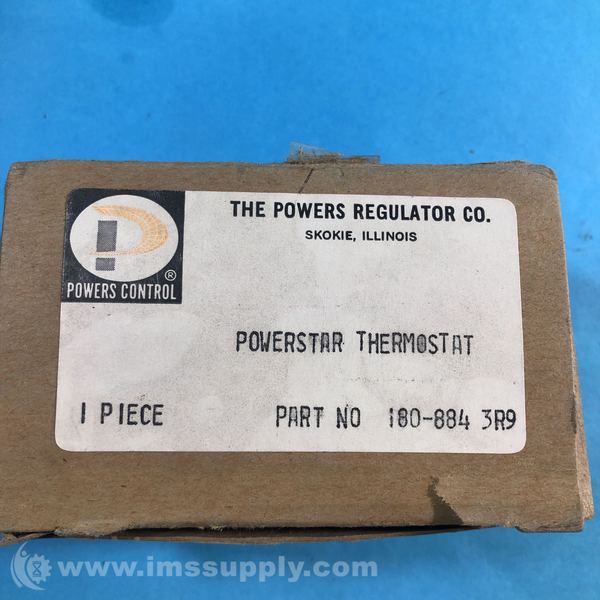 THE POWERS REGULATOR CO.
SKOKIE, ILLINOIS
P
®
POWERS CONTROL
POWERSTAR THERMOSTAT
1 PIECE
PART NO 180-884 3R9
www.imssupply.com